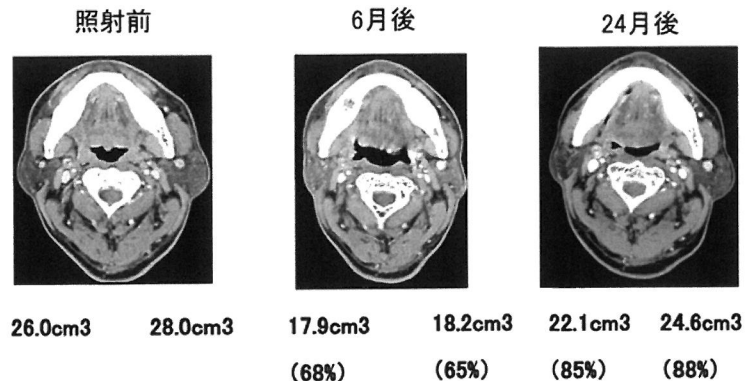 照射前 6月後 24月後
26.0cm3 28.0cm3 17.9cm3 18.2cm3 22.1cm3 24.6cm3
(68%) (65%) (85%) (88%)